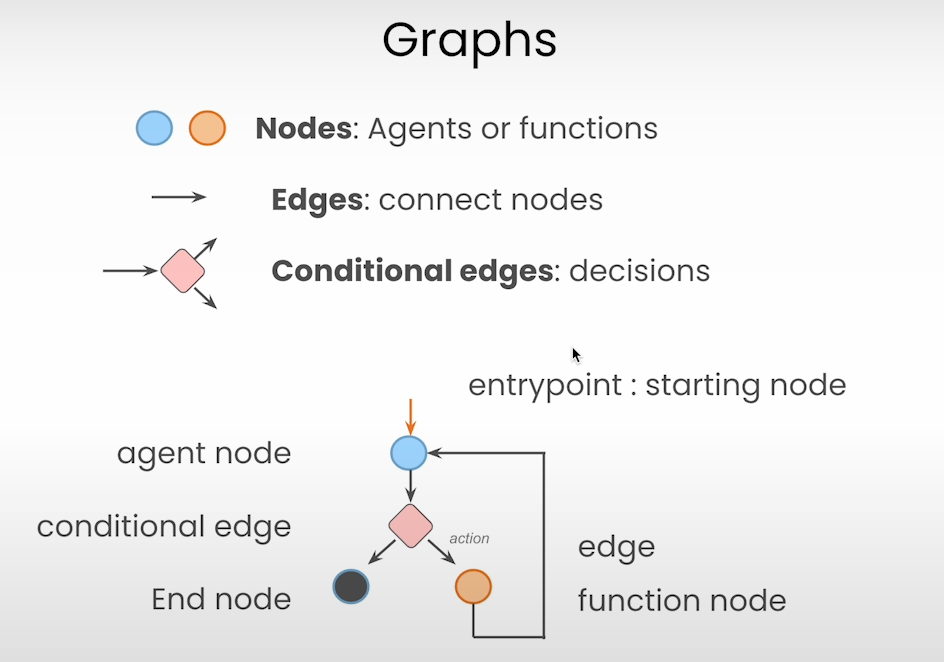 Graphs
Nodes: Agents or functions
Edges: connect nodes
Conditional edges: decisions
entrypoint : starting node
agent node
conditional edge
action
edge
End node
function node